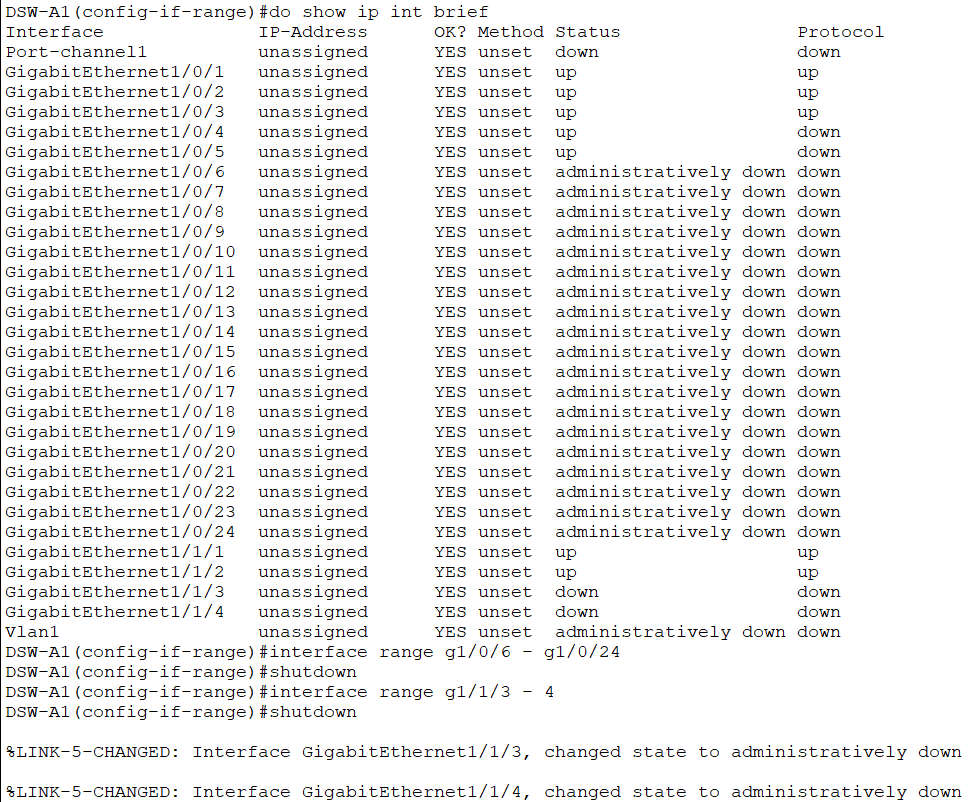 DSW-A1(config-if-range)#do show ip int brief
Interface              IP-Address      OK? Method Status                Protocol
Port-channel1          unassigned      YES unset  down                  down
GigabitEthernet1/0/1   unassigned      YES unset  up                    up
GigabitEthernet1/0/2   unassigned      YES unset  up                    up
GigabitEthernet1/0/3   unassigned      YES unset  up                    up
GigabitEthernet1/0/4   unassigned      YES unset  up                    down
GigabitEthernet1/0/5   unassigned      YES unset  up                    down
GigabitEthernet1/0/6   unassigned      YES unset  administratively down down
GigabitEthernet1/0/7   unassigned      YES unset  administratively down down
GigabitEthernet1/0/8   unassigned      YES unset  administratively down down
GigabitEthernet1/0/9   unassigned      YES unset  administratively down down
GigabitEthernet1/0/10  unassigned      YES unset  administratively down down
GigabitEthernet1/0/11  unassigned      YES unset  administratively down down
GigabitEthernet1/0/12  unassigned      YES unset  administratively down down
GigabitEthernet1/0/13  unassigned      YES unset  administratively down down
GigabitEthernet1/0/14  unassigned      YES unset  administratively down down
GigabitEthernet1/0/15  unassigned      YES unset  administratively down down
GigabitEthernet1/0/16  unassigned      YES unset  administratively down down
GigabitEthernet1/0/17  unassigned      YES unset  administratively down down
GigabitEthernet1/0/18  unassigned      YES unset  administratively down down
GigabitEthernet1/0/19  unassigned      YES unset  administratively down down
GigabitEthernet1/0/20  unassigned      YES unset  administratively down down
GigabitEthernet1/0/21  unassigned      YES unset  administratively down down
GigabitEthernet1/0/22  unassigned      YES unset  administratively down down
GigabitEthernet1/0/23  unassigned      YES unset  administratively down down
GigabitEthernet1/0/24  unassigned      YES unset  administratively down down
GigabitEthernet1/1/1   unassigned      YES unset  up                    up
GigabitEthernet1/1/2   unassigned      YES unset  up                    up
GigabitEthernet1/1/3   unassigned      YES unset  down                  down
GigabitEthernet1/1/4   unassigned      YES unset  down                  down
Vlan1                  unassigned      YES unset  administratively down down
DSW-A1(config-if-range)#interface range g1/0/6 - g1/0/24
DSW-A1(config-if-range)#shutdown
DSW-A1(config-if-range)#interface range g1/1/3 - 4
DSW-A1(config-if-range)#shutdown
%LINK-5-CHANGED: Interface GigabitEthernet1/1/3, changed state to administratively down
%LINK-5-CHANGED: Interface GigabitEthernet1/1/4, changed state to administratively down